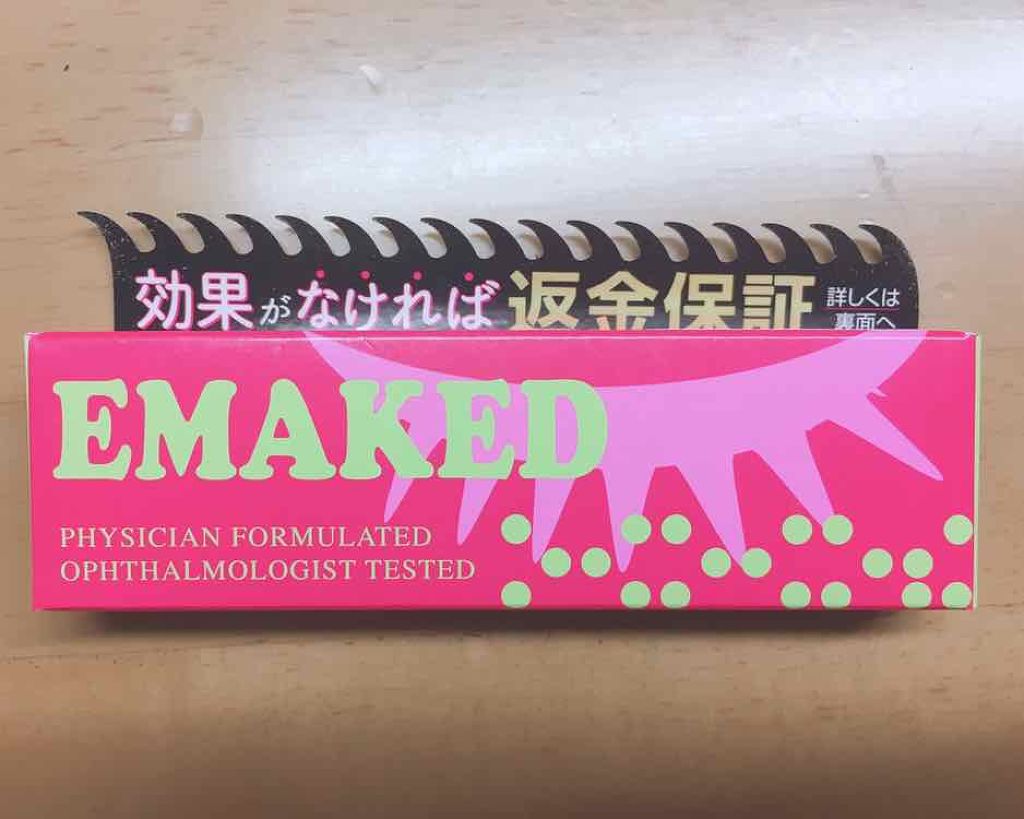 効果がなければ返金保証 詳しくは
裏面へ
EMAKED
PHYSICIAN FORMULATED
OPHTHALMOLOGIST TESTED